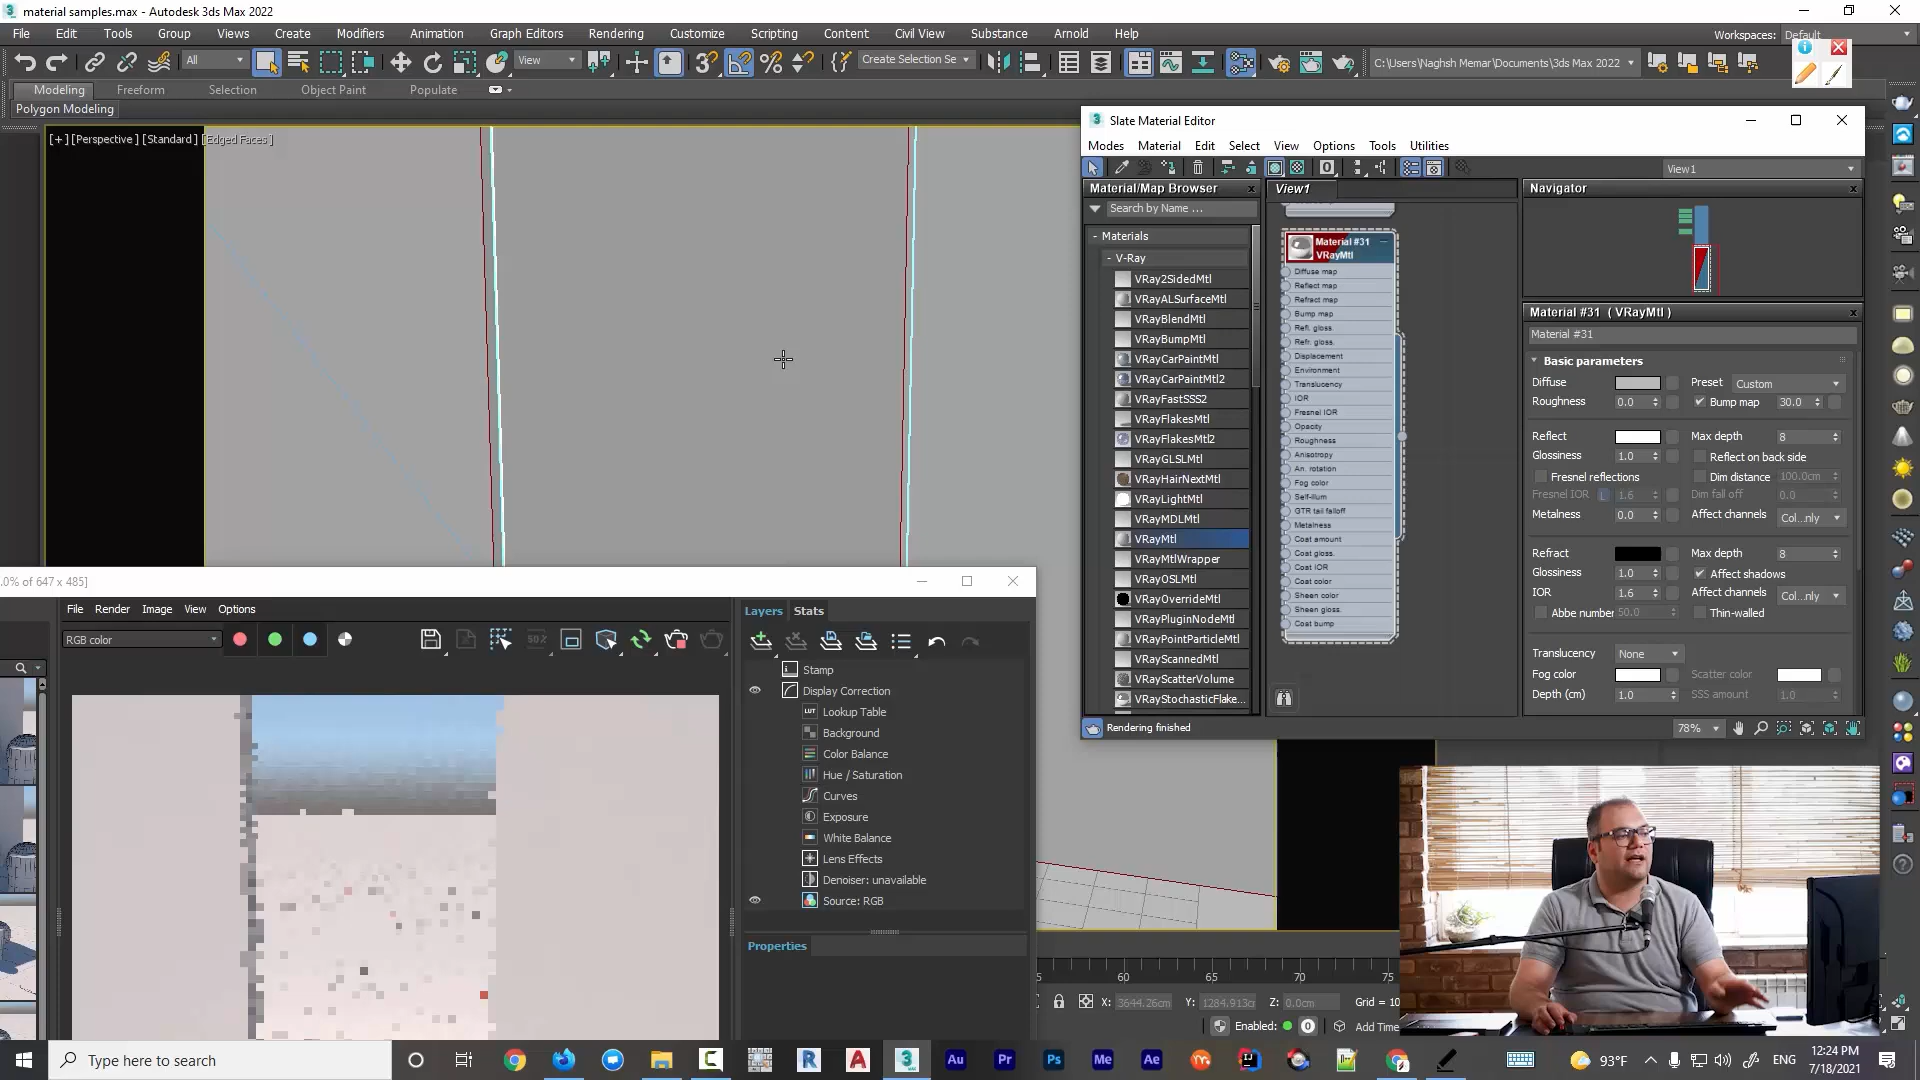 material samples.max - Autodesk 3ds Max 2022
File Edit Tools Group Views Create Modifiers Animation Graph Editors Rendering Customize Scripting Content Civil View Substance Arnold Help
Workspaces: Default
All View Create Selection Se C:\Users\Naghsh Memar\Documents\3ds Max 2022
Modeling Freeform Selection Object Paint Populate
Polygon Modeling
[+] [Perspective] [Standard] [Edged Faces]
Slate Material Editor
Modes Material Edit Select View Options Tools Utilities
View1
Material/Map Browser
Search by Name ...
- Materials
- V-Ray
VRay2SidedMtl
VRayALSurfaceMtl
VRayBlendMtl
VRayBumpMtl
VRayCarPaintMtl
VRayCarPaintMtl2
VRayFastSSS2
VRayFlakesMtl
VRayFlakesMtl2
VRayGLSLMtl
VRayHairNextMtl
VRayLightMtl
VRayMDLMtl
VRayMtl
VRayMtlWrapper
VRayOSLMtl
VRayOverrideMtl
VRayPluginNodeMtl
VRayPointParticleMtl
VRayScannedMtl
VRayScatterVolume
VRayStochasticFlake...
View1
Material #31
VRayMtl
Diffuse map
Reflect map
Refract map
Bump map
Refl. gloss.
Refr. gloss.
Displacement
Environment
Translucency
IOR
Fresnel IOR
Opacity
Roughness
Anisotropy
An. rotation
Fog color
Self-illum
GTR tail falloff
Metalness
Coat amount
Coat gloss.
Coat IOR
Coat color
Sheen color
Sheen gloss.
Coat bump
Navigator
Material #31 ( VRayMtl )
Material #31
Basic parameters
Diffuse Preset Custom
Roughness 0.0 Bump map 30.0
Reflect Max depth 8
Glossiness 1.0 Reflect on back side
Fresnel reflections Dim distance 100.0cm
Fresnel IOR L 1.6 Dim fall off 0.0
Metalness 0.0 Affect channels Col...nly
Refract Max depth 8
Glossiness 1.0 Affect shadows
IOR 1.6 Affect channels Col...nly
Abbe number 50.0 Thin-walled
Translucency None
Fog color Scatter color
Depth (cm) 1.0 SSS amount 1.0
Rendering finished 78%
.0% of 647 x 485]
File Render Image View Options
RGB color
Layers Stats
Stamp
Display Correction
LUT Lookup Table
Background
Color Balance
Hue / Saturation
Curves
Exposure
White Balance
Lens Effects
Denoiser: unavailable
Source: RGB
Properties
60 65 70 75
X: 3644.26cm Y: 1284.913cm Z: 0.0cm Grid = 10
Enabled: 0 Add Time
Type here to search
R A 3 Au Pr Ps Me Ae
93°F ENG
12:24 PM
7/18/2021